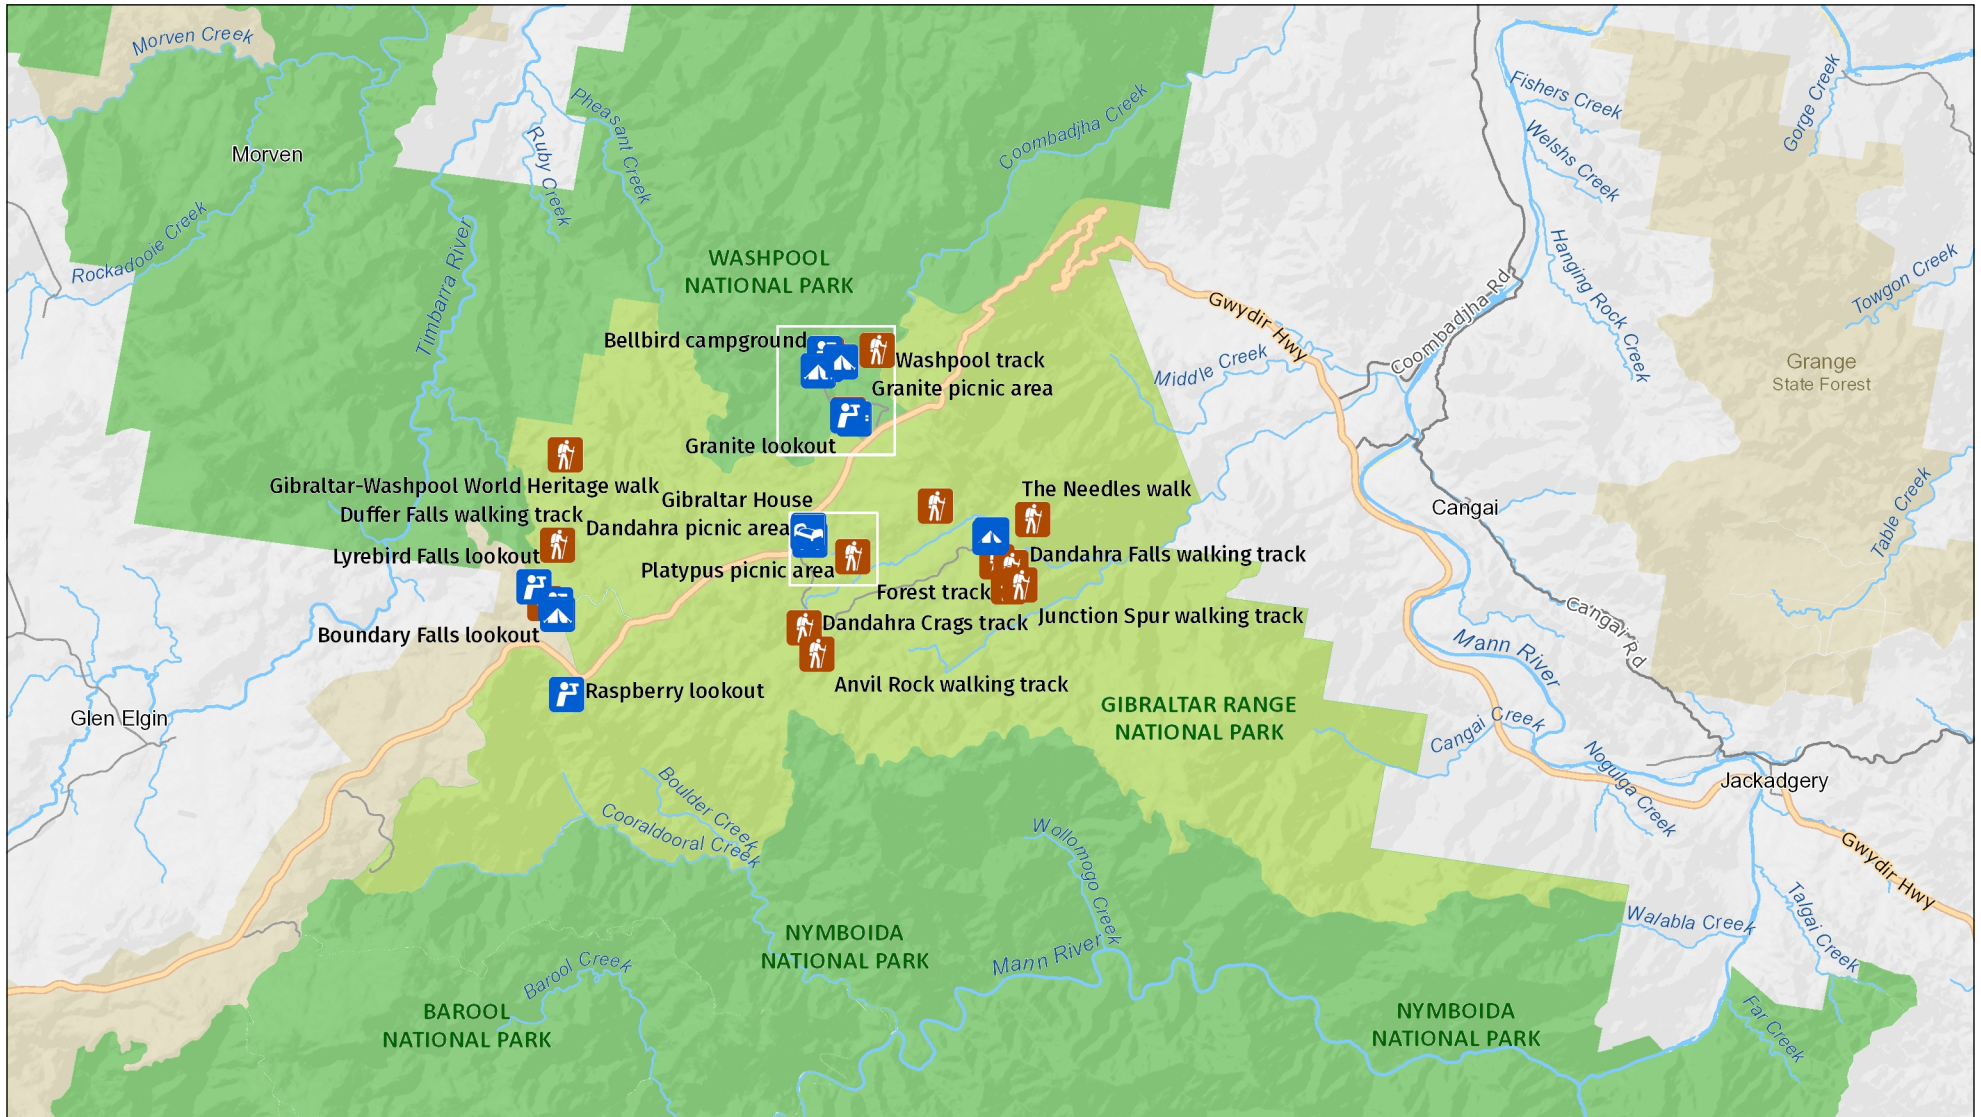 Morven Creek
Pheasant Creek
Ruby Creek
Coombadjha Creek
Fishers Creek
Gorge Creek
Welshs Creek
Morven
Rockadooie Creek
Timbarra River
WASHPOOL
NATIONAL PARK
Hanging Rock Creek
Towgon Creek
Coombadjha Rd
Gwydir Hwy
Bellbird campground
Washpool track
Middle Creek
Grange
State Forest
Granite picnic area
Granite lookout
Gibraltar-Washpool World Heritage walk
Gibraltar House
The Needles walk
Duffer Falls walking track
Dandahra picnic area
Cangai
Table Creek
Lyrebird Falls lookout
Platypus picnic area
Dandahra Falls walking track
Forest track
Junction Spur walking track
Dandahra Crags track
Boundary Falls lookout
Cangai Rd
Mann River
Raspberry lookout
Anvil Rock walking track
GIBRALTAR RANGE
NATIONAL PARK
Glen Elgin
Cangai Creek
Nogulga Creek
Jackadgery
Boulder Creek
Cooraldooral Creek
Wollomogo Creek
Gwydir Hwy
Walabla Creek
Talgai Creek
NYMBOIDA
NATIONAL PARK
Mann River
Barool Creek
BAROOL
NATIONAL PARK
NYMBOIDA
NATIONAL PARK
Far Creek